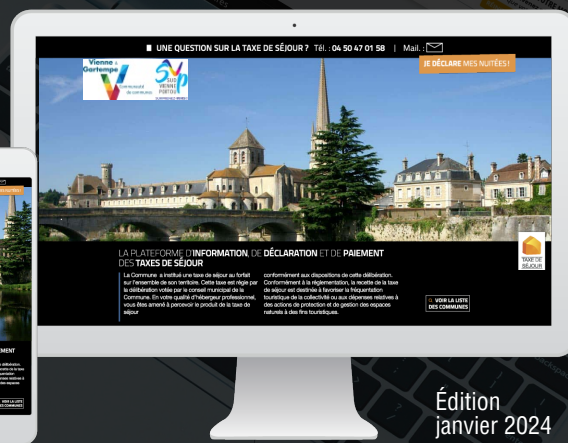 UNE QUESTION SUR LA TAXE DE SÉJOUR ? Tél. : 04 50 47 01 58 | Mail. :
JE DÉCLARE MES NUITÉES !
Vienne &
Gartempe
Communauté
de communes
SUD
VIENNE
POITOU
LA PLATEFORME D'INFORMATION, DE DÉCLARATION ET DE PAIEMENT
DES TAXES DE SÉJOUR
La Commune a institué une taxe de séjour au forfait
sur l'ensemble de son territoire. Cette taxe est régie par
la délibération votée par le conseil municipal de la
Commune. En votre qualité d'hébergeur professionnel,
vous êtes amené à percevoir le produit de la taxe de
séjour
conformément aux dispositions de cette délibération.
Conformément à la réglementation, la recette de la taxe
de séjour est destinée à favoriser la fréquentation
touristique de la collectivité ou aux dépenses relatives à
des actions de protection et de gestion des espaces
naturels à des fins touristiques.
TAXE DE
SÉJOUR
VOIR LA LISTE
DES COMMUNES
Édition
janvier 2024